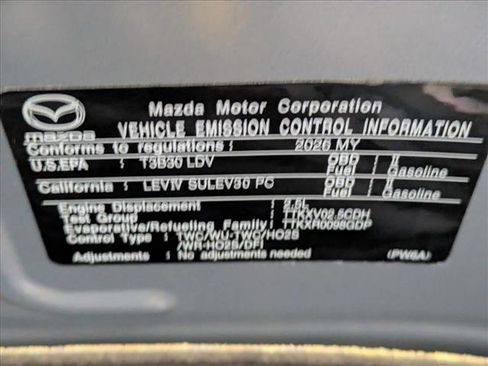 Mazda Motor Corporation
mazda VEHICLE EMISSION CONTROL INFORMATION
Conforms to regulations: 2026 MY
U.S.EPA : T3B30 LDV OBD : II
Fuel : Gasoline
California : LEVIV SULEV30 PC OBD : II
Fuel : Gasoline
Engine Displacement : 2.5L
Test Group : TTKXV02.5CDH
Evaporative/Refueling Family: TTKXR0098GDP
Control Type : TWC/WU-TWC/HO2S
/WR-HO2S/DFI
Adjustments : No adjustments needed (PW6A)